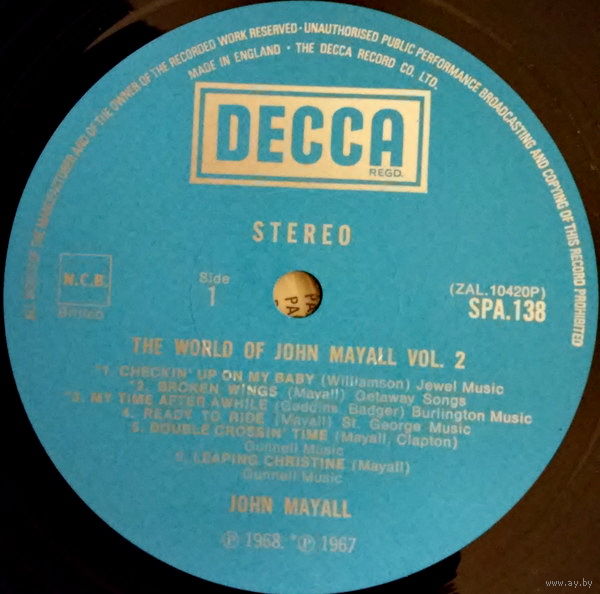 ALL RIGHTS OF THE MANUFACTURER AND OF THE OWNER OF THE RECORDED WORK RESERVED · UNAUTHORISED PUBLIC PERFORMANCE BROADCASTING AND COPYING OF THIS RECORD PROHIBITED
MADE IN ENGLAND · THE DECCA RECORD CO. LTD.
DECCA
REGD.
STEREO
N.C.B.
Britico
Side
1
(ZAL.10420P)
SPA.138
THE WORLD OF JOHN MAYALL VOL. 2
*1. CHECKIN' UP ON MY BABY (Williamson) Jewel Music
*2. BROKEN WINGS (Mayall) Getaway Songs
*3. MY TIME AFTER AWHILE (Geddins, Badger) Burlington Music
4. READY TO RIDE (Mayall) St. George Music
5. DOUBLE CROSSIN' TIME (Mayall, Clapton)
Gunnell Music
6. LEAPING CHRISTINE (Mayall)
Gunnell Music
JOHN MAYALL
Ⓟ 1968. *Ⓟ 1967
www.ay.by